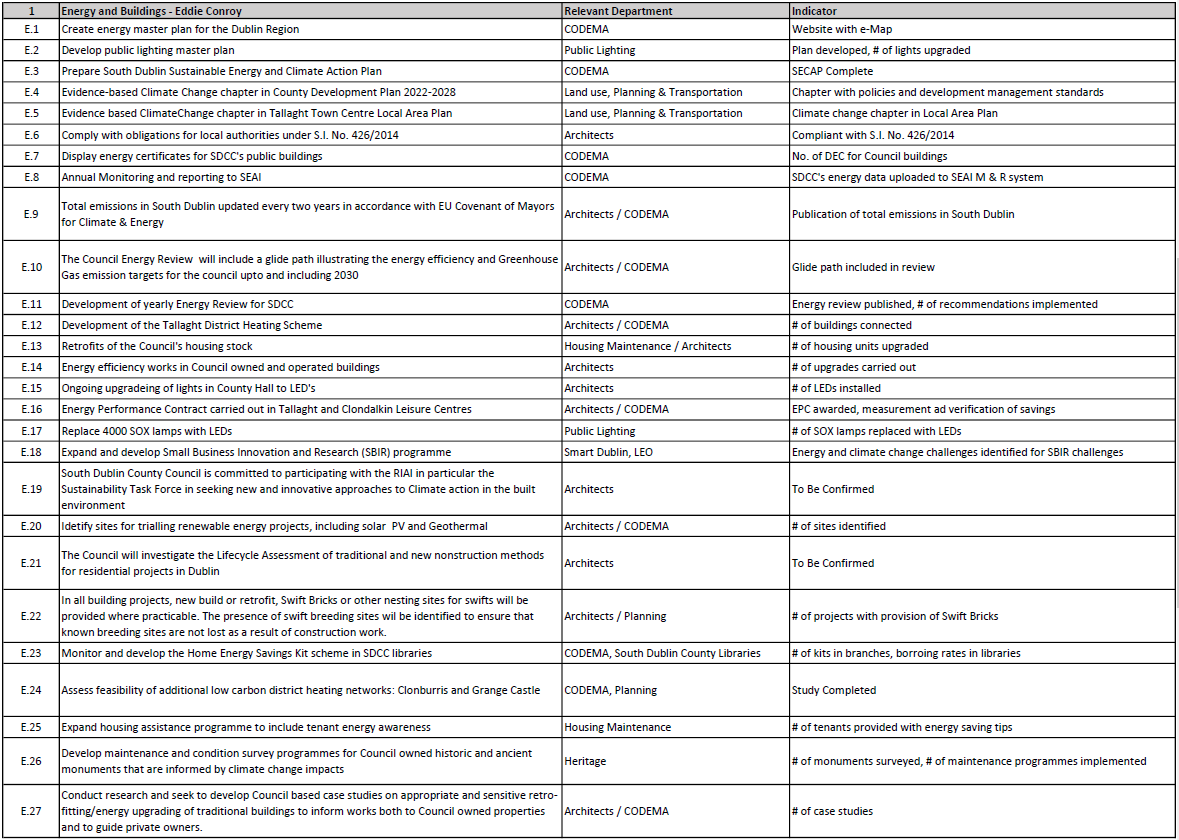 1 Energy and Buildings - Eddie Conroy Relevant Department Indicator
E.1 Create energy master plan for the Dublin Region CODEMA Website with e-Map
E.2 Develop public lighting master plan Public Lighting Plan developed, # of lights upgraded
E.3 Prepare South Dublin Sustainable Energy and Climate Action Plan CODEMA SECAP Complete
E.4 Evidence-based Climate Change chapter in County Development Plan 2022-2028 Land use, Planning & Transportation Chapter with policies and development management standards
E.5 Evidence based ClimateChange chapter in Tallaght Town Centre Local Area Plan Land use, Planning & Transportation Climate change chapter in Local Area Plan
E.6 Comply with obligations for local authorities under S.I. No. 426/2014 Architects Compliant with S.I. No. 426/2014
E.7 Display energy certificates for SDCC's public buildings CODEMA No. of DEC for Council buildings
E.8 Annual Monitoring and reporting to SEAI CODEMA SDCC's energy data uploaded to SEAI M & R system
E.9 Total emissions in South Dublin updated every two years in accordance with EU Covenant of Mayors
for Climate & Energy Architects / CODEMA Publication of total emissions in South Dublin
E.10 The Council Energy Review  will include a glide path illustrating the energy efficiency and Greenhouse
Gas emission targets for the council upto and including 2030 Architects / CODEMA Glide path included in review
E.11 Development of yearly Energy Review for SDCC CODEMA Energy review published, # of recommendations implemented
E.12 Development of the Tallaght District Heating Scheme Architects / CODEMA # of buildings connected
E.13 Retrofits of the Council's housing stock Housing Maintenance / Architects # of housing units upgraded
E.14 Energy efficiency works in Council owned and operated buildings Architects # of upgrades carried out
E.15 Ongoing upgradeing of lights in County Hall to LED's Architects # of LEDs installed
E.16 Energy Performance Contract carried out in Tallaght and Clondalkin Leisure Centres Architects / CODEMA EPC awarded, measurement ad verification of savings
E.17 Replace 4000 SOX lamps with LEDs Public Lighting # of SOX lamps replaced with LEDs
E.18 Expand and develop Small Business Innovation and Research (SBIR) programme Smart Dublin, LEO Energy and climate change challenges identified for SBIR challenges
E.19 South Dublin County Council is committed to participating with the RIAI in particular the
Sustainability Task Force in seeking new and innovative approaches to Climate action in the built
environment Architects To Be Confirmed
E.20 Idetify sites for trialling renewable energy projects, including solar  PV and Geothermal Architects / CODEMA # of sites identified
E.21 The Council will investigate the Lifecycle Assessment of traditional and new nonstruction methods
for residential projects in Dublin Architects To Be Confirmed
E.22 In all building projects, new build or retrofit, Swift Bricks or other nesting sites for swifts will be
provided where practicable. The presence of swift breeding sites wil be identified to ensure that
known breeding sites are not lost as a result of construction work. Architects / Planning # of projects with provision of Swift Bricks
E.23 Monitor and develop the Home Energy Savings Kit scheme in SDCC libraries CODEMA, South Dublin County Libraries # of kits in branches, borroing rates in libraries
E.24 Assess feasibility of additional low carbon district heating networks: Clonburris and Grange Castle CODEMA, Planning Study Completed
E.25 Expand housing assistance programme to include tenant energy awareness Housing Maintenance # of tenants provided with energy saving tips
E.26 Develop maintenance and condition survey programmes for Council owned historic and ancient
monuments that are informed by climate change impacts Heritage # of monuments surveyed, # of maintenance programmes implemented
E.27 Conduct research and seek to develop Council based case studies on appropriate and sensitive retro-
fitting/energy upgrading of traditional buildings to inform works both to Council owned properties
and to guide private owners. Architects / CODEMA # of case studies